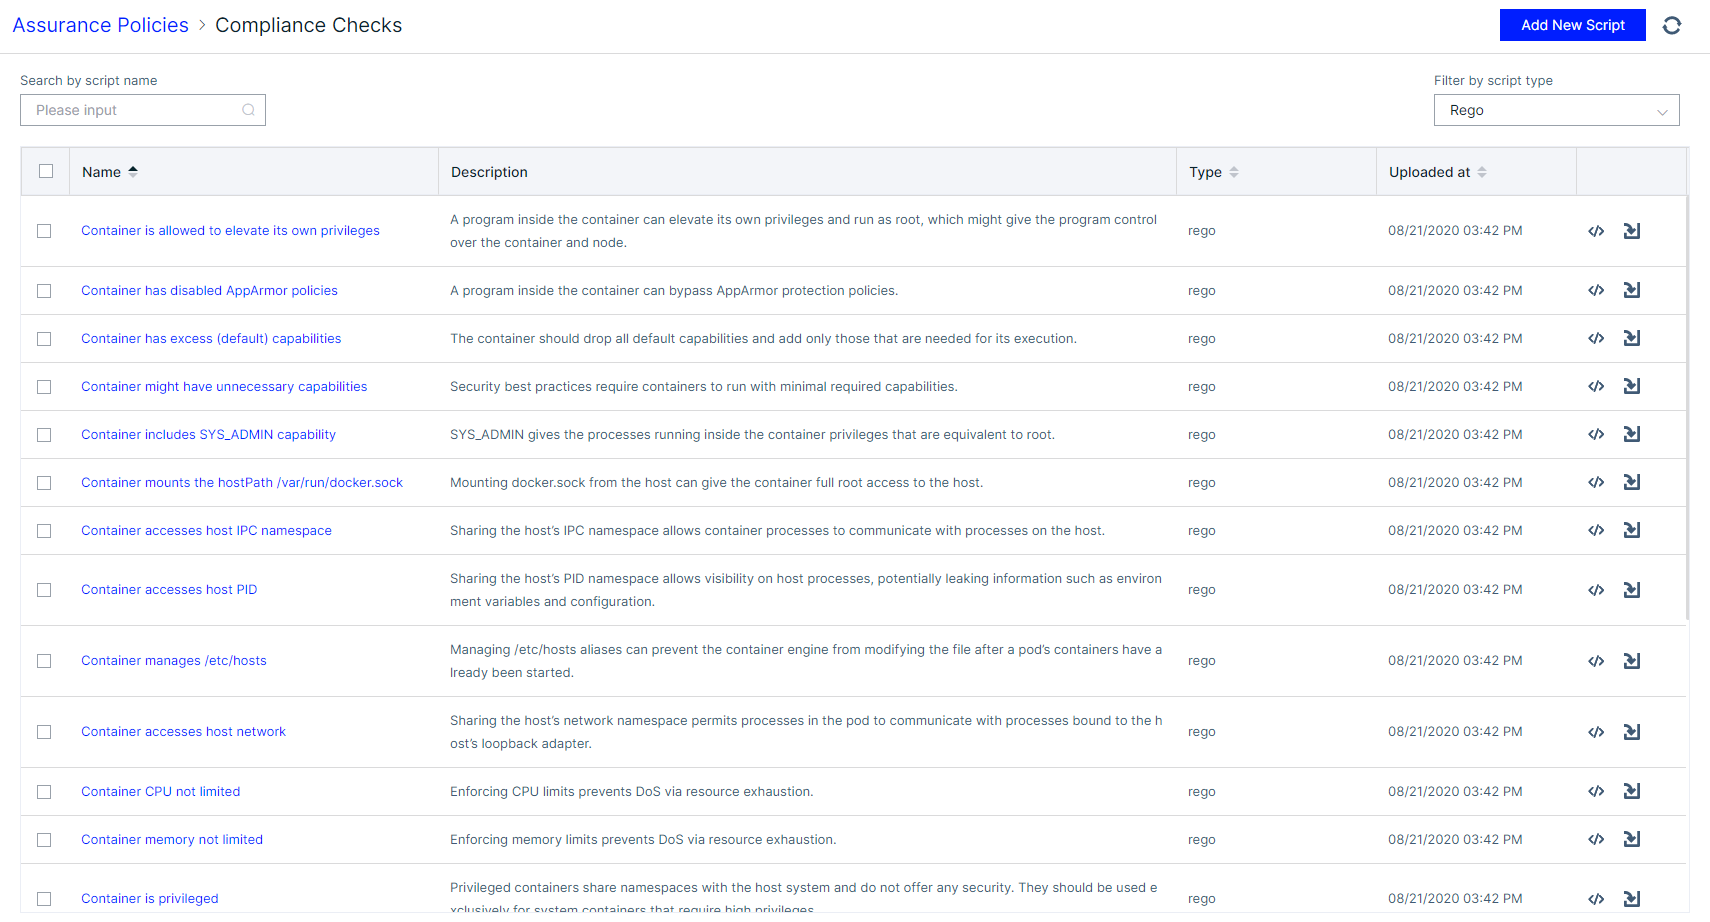 Assurance Policies > Compliance Checks
Add New Script
Search by script name
Filter by script type
Please input
Rego
Name Description Type Uploaded at
Container is allowed to elevate its own privileges
A program inside the container can elevate its own privileges and run as root, which might give the program control
over the container and node.
rego 08/21/2020 03:42 PM </>
Container has disabled AppArmor policies A program inside the container can bypass AppArmor protection policies. rego 08/21/2020 03:42 PM </>
Container has excess (default) capabilities The container should drop all default capabilities and add only those that are needed for its execution. rego 08/21/2020 03:42 PM </>
Container might have unnecessary capabilities Security best practices require containers to run with minimal required capabilities. rego 08/21/2020 03:42 PM </>
Container includes SYS_ADMIN capability SYS_ADMIN gives the processes running inside the container privileges that are equivalent to root. rego 08/21/2020 03:42 PM </>
Container mounts the hostPath /var/run/docker.sock Mounting docker.sock from the host can give the container full root access to the host. rego 08/21/2020 03:42 PM </>
Container accesses host IPC namespace Sharing the host’s IPC namespace allows container processes to communicate with processes on the host. rego 08/21/2020 03:42 PM </>
Container accesses host PID
Sharing the host’s PID namespace allows visibility on host processes, potentially leaking information such as environ
ment variables and configuration.
rego 08/21/2020 03:42 PM </>
Container manages /etc/hosts
Managing /etc/hosts aliases can prevent the container engine from modifying the file after a pod’s containers have a
lready been started.
rego 08/21/2020 03:42 PM </>
Container accesses host network
Sharing the host’s network namespace permits processes in the pod to communicate with processes bound to the h
ost’s loopback adapter.
rego 08/21/2020 03:42 PM </>
Container CPU not limited Enforcing CPU limits prevents DoS via resource exhaustion. rego 08/21/2020 03:42 PM </>
Container memory not limited Enforcing memory limits prevents DoS via resource exhaustion. rego 08/21/2020 03:42 PM </>
Container is privileged
Privileged containers share namespaces with the host system and do not offer any security. They should be used e
xclusively for system containers that require high privileges.
rego 08/21/2020 03:42 PM </>